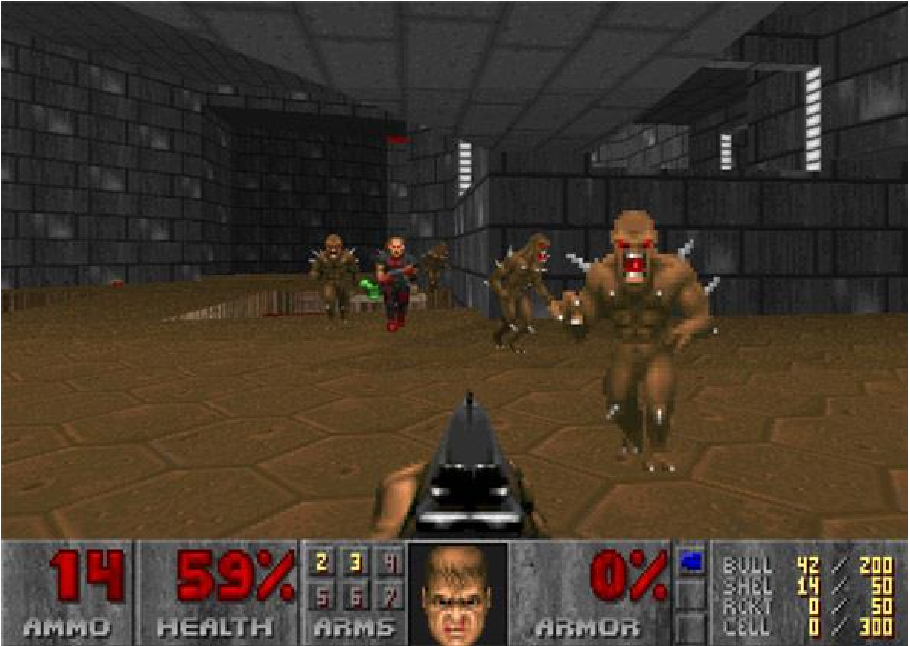 14 59% 2 3 4 0% BULL 42 / 200
SHEL 14 / 50
5 6 7 RCKT 0 / 50
AMMO HEALTH ARMS ARMOR CELL 0 / 300